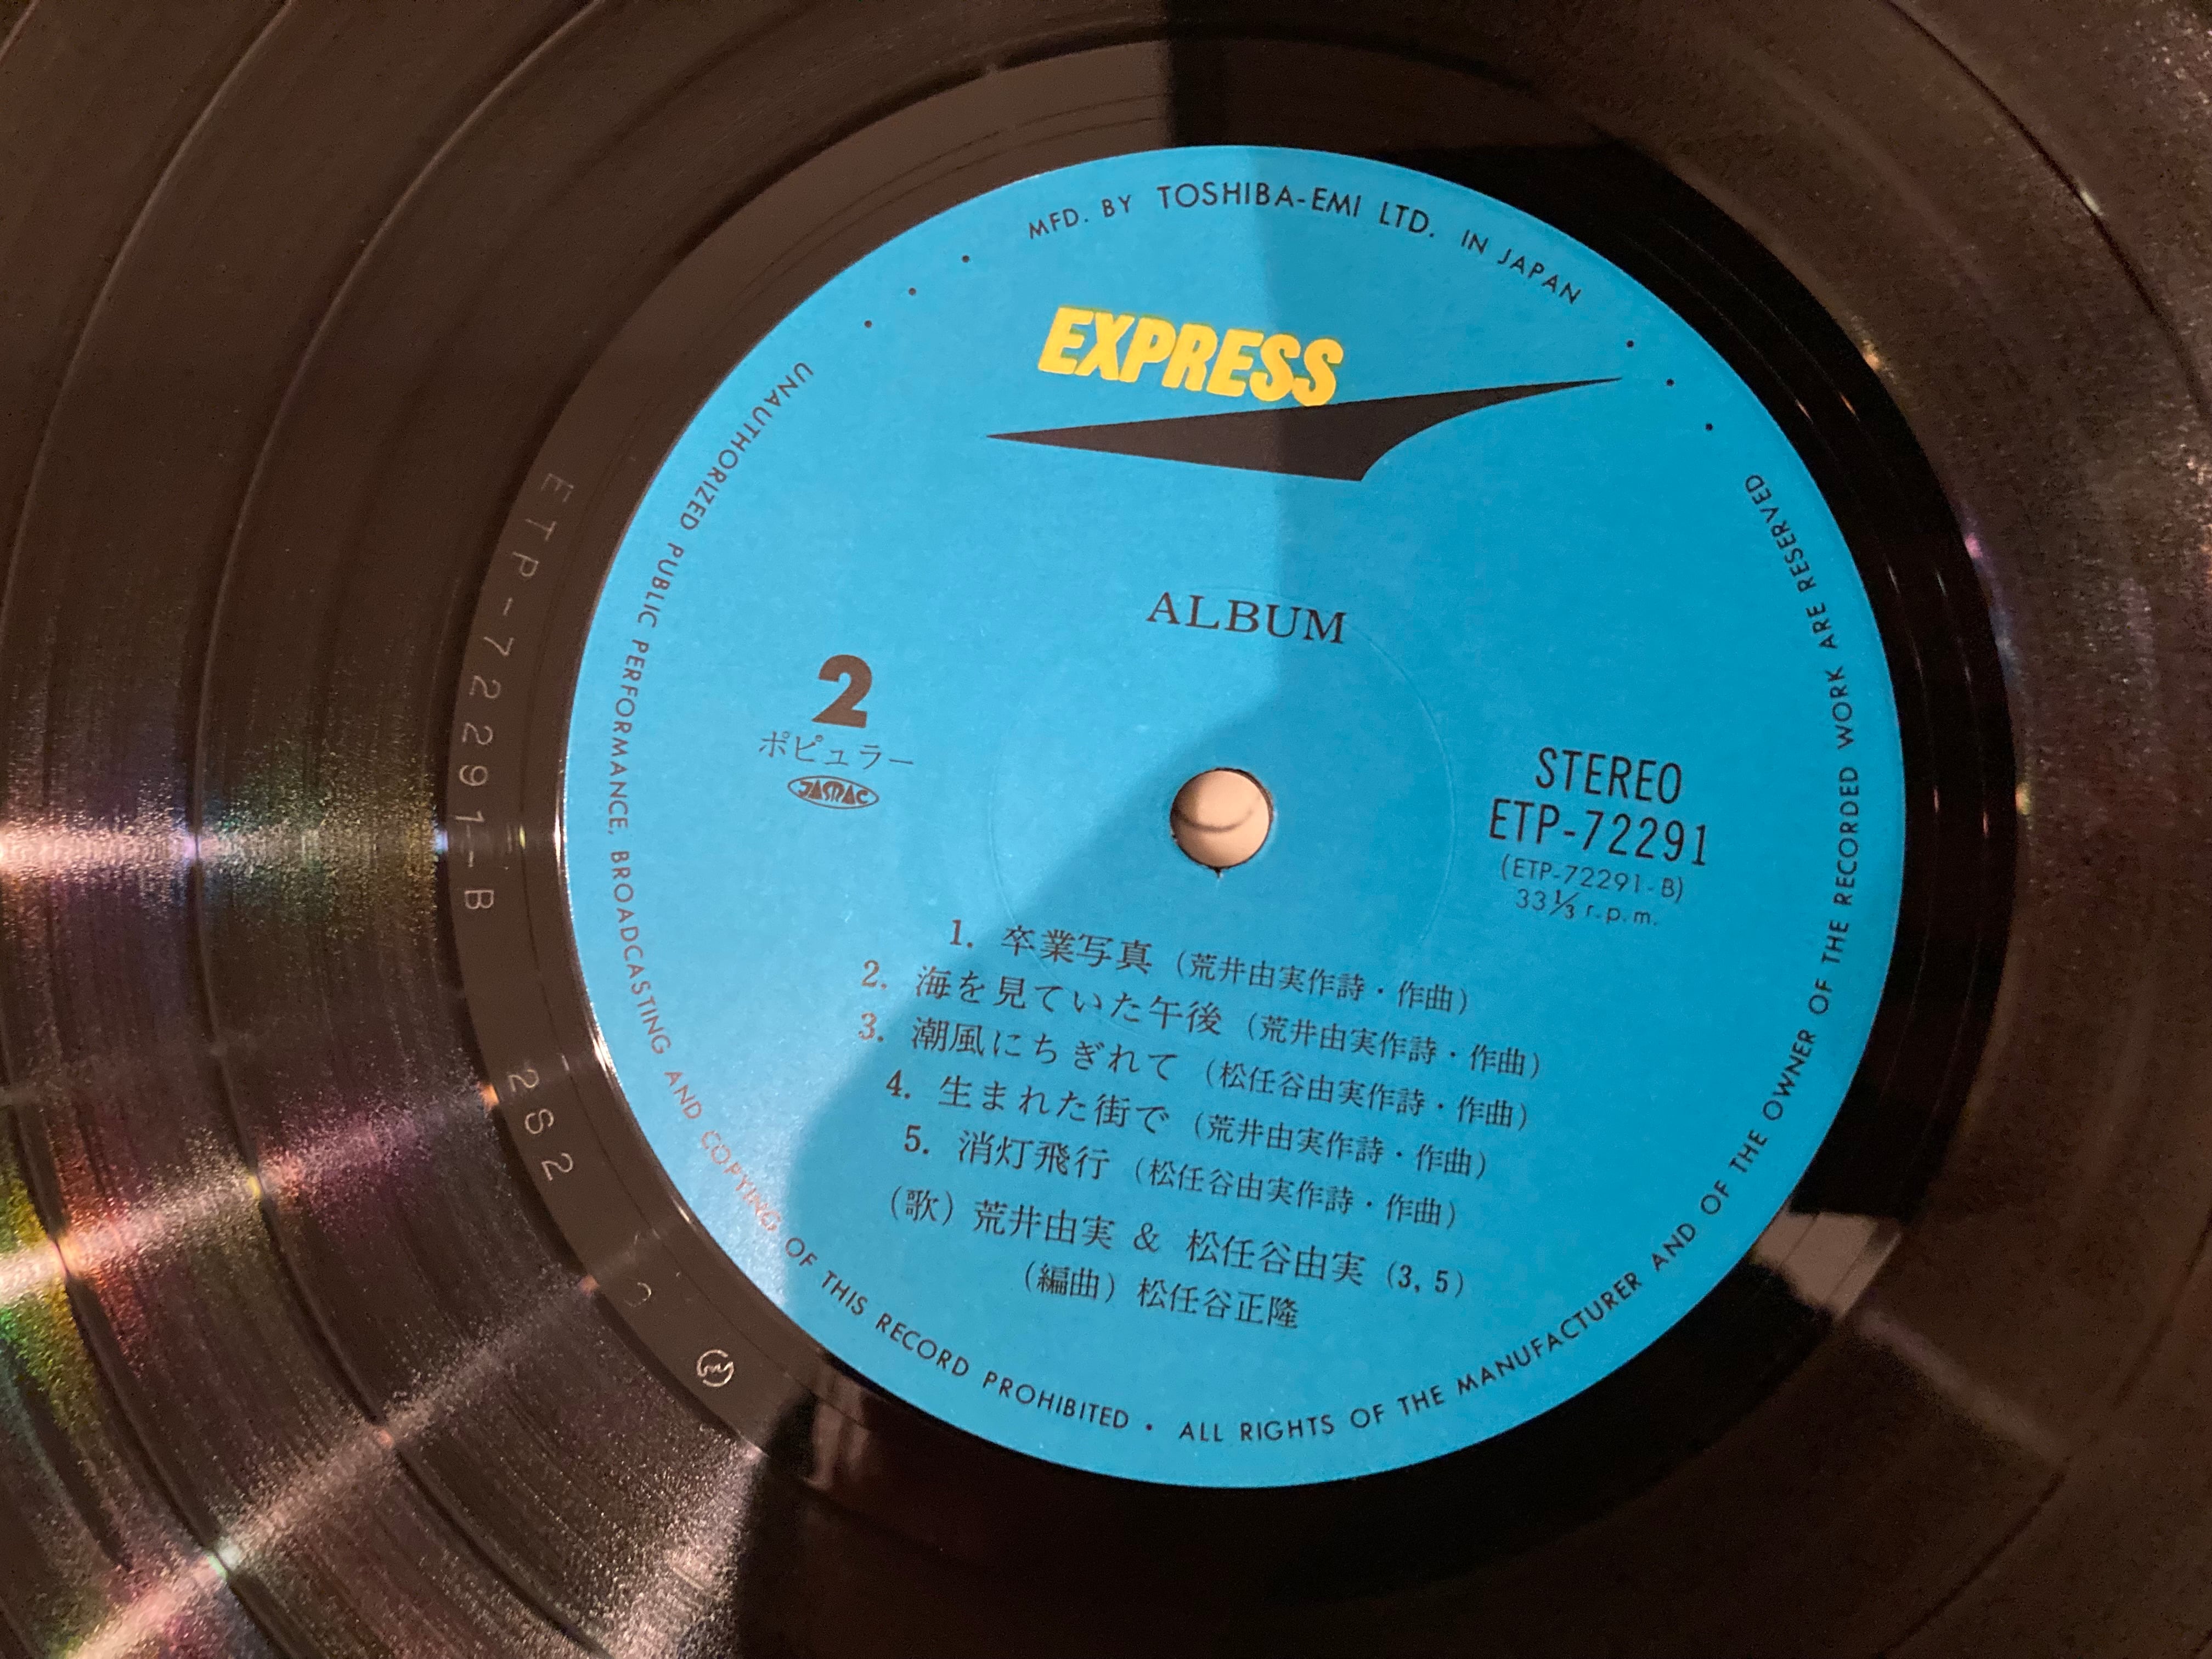 MFD. BY TOSHIBA-EMI LTD. IN JAPAN
EXPRESS
ALBUM
2
ポピュラー
JASRAC
STEREO
ETP-72291
(ETP-72291-B)
33⅓ r.p.m.
1. 卒業写真 (荒井由実作詩・作曲)
2. 海を見ていた午後 (荒井由実作詩・作曲)
3. 潮風にちぎれて (松任谷由実作詩・作曲)
4. 生まれた街で (荒井由実作詩・作曲)
5. 消灯飛行 (松任谷由実作詩・作曲)
(歌) 荒井由実 & 松任谷由実 (3, 5)
(編曲) 松任谷正隆
UNAUTHORIZED PUBLIC PERFORMANCE, BROADCASTING AND COPYING OF THIS RECORD PROHIBITED • ALL RIGHTS OF THE MANUFACTURER AND OF THE OWNER OF THE RECORDED WORK ARE RESERVED
ETP-72291-B
2S2